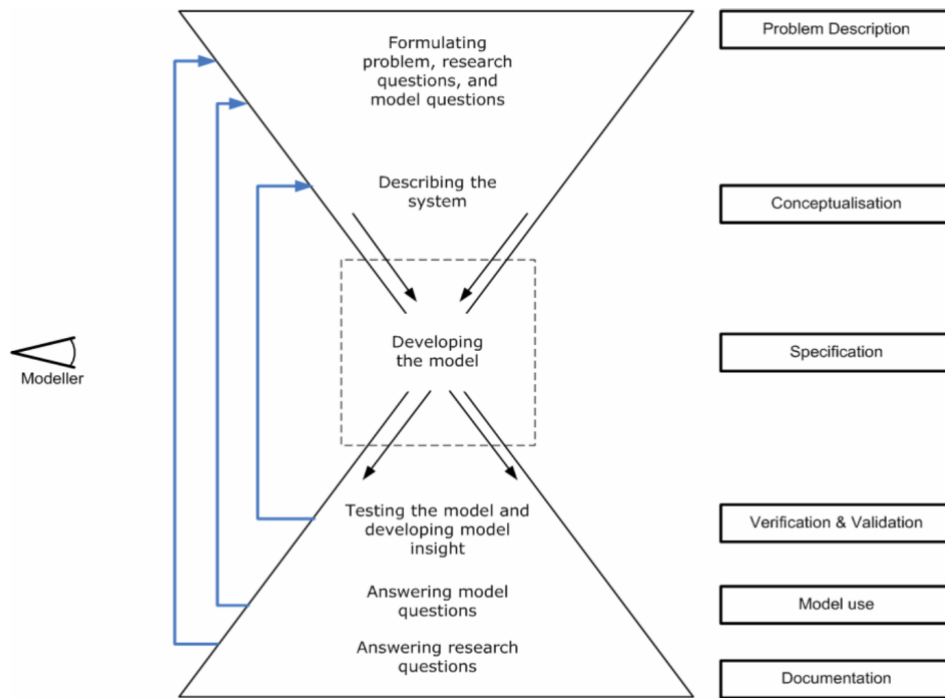 Formulating
problem, research
questions, and
model questions
Problem Description
Describing the
system
Conceptualisation
Developing
the model
Specification
Modeller
Testing the model and
developing model
insight
Verification & Validation
Answering model
questions
Model use
Answering research
questions
Documentation